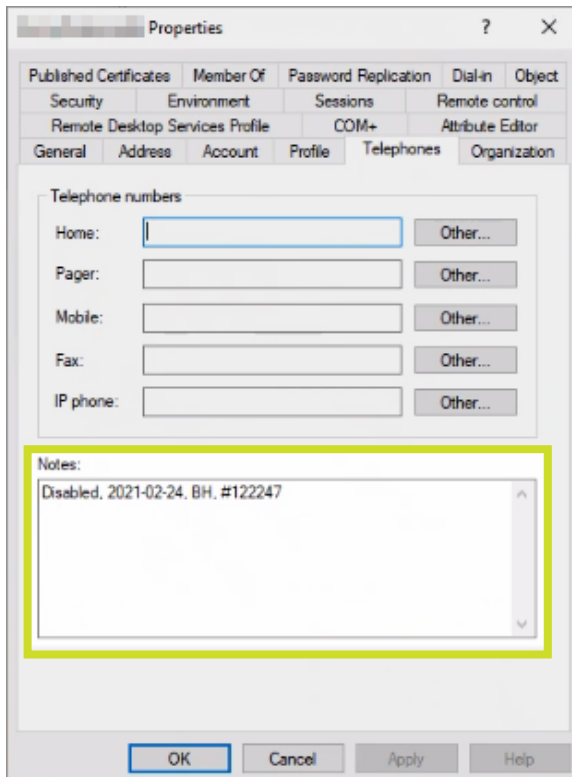 Properties ? X
Published Certificates Member Of Password Replication Dial-in Object
Security Environment Sessions Remote control
Remote Desktop Services Profile COM+ Attribute Editor
General Address Account Profile Telephones Organization
Telephone numbers
Home: Other...
Pager: Other...
Mobile: Other...
Fax: Other...
IP phone: Other...
Notes:
Disabled, 2021-02-24, BH, #122247
OK Cancel Apply Help